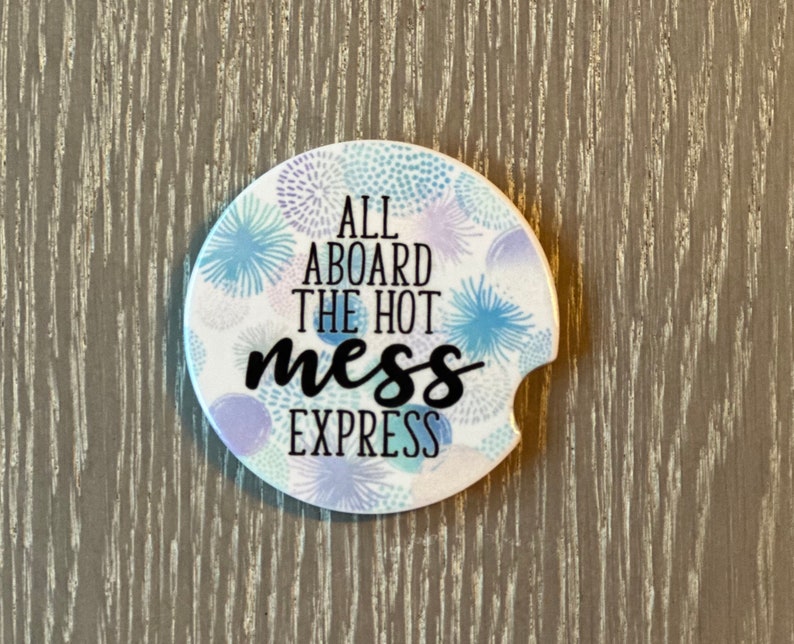 ALL
ABOARD
THE HOT
mess
EXPRESS